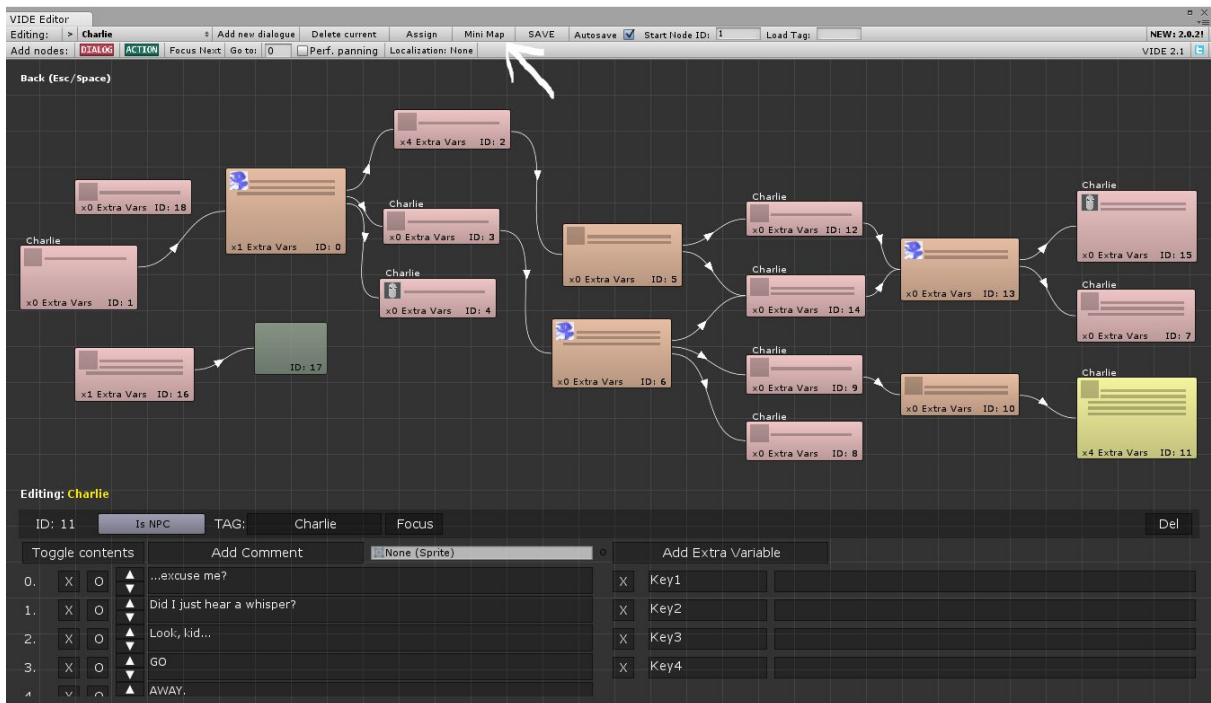 VIDE Editor
Editing: > Charlie Add new dialogue Delete current Assign Mini Map SAVE Autosave Start Node ID: 1 Load Tag: NEW: 2.0.2!
Add nodes: DIALOG ACTION Focus Next Go to: 0 Perf. panning Localization: None VIDE 2.1
Back (Esc/Space)
x4 Extra Vars ID: 2
x0 Extra Vars ID: 18
x1 Extra Vars ID: 0
Charlie
x0 Extra Vars ID: 3
Charlie
x0 Extra Vars ID: 1
Charlie
x0 Extra Vars ID: 4
x1 Extra Vars ID: 16
ID: 17
x0 Extra Vars ID: 5
x0 Extra Vars ID: 6
Charlie
x0 Extra Vars ID: 12
Charlie
x0 Extra Vars ID: 14
Charlie
x0 Extra Vars ID: 9
Charlie
x0 Extra Vars ID: 8
x0 Extra Vars ID: 13
x0 Extra Vars ID: 10
Charlie
x0 Extra Vars ID: 15
Charlie
x0 Extra Vars ID: 7
Charlie
x4 Extra Vars ID: 11
Editing: Charlie
ID: 11 Is NPC TAG: Charlie Focus Del
Toggle contents Add Comment None (Sprite) Add Extra Variable
0. X O ...excuse me? X Key1
1. X O Did I just hear a whisper? X Key2
2. X O Look, kid... X Key3
3. X O GO X Key4
4. X O AWAY.